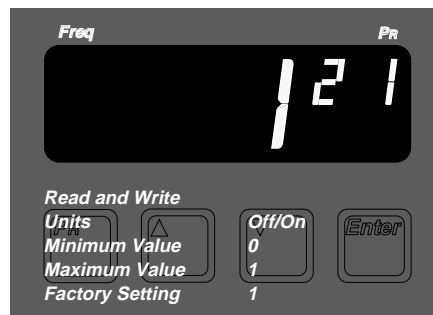 Freq PR
1 21
Read and Write
Units Off/On
PR Enter
Minimum Value 0
Maximum Value 1
Factory Setting 1